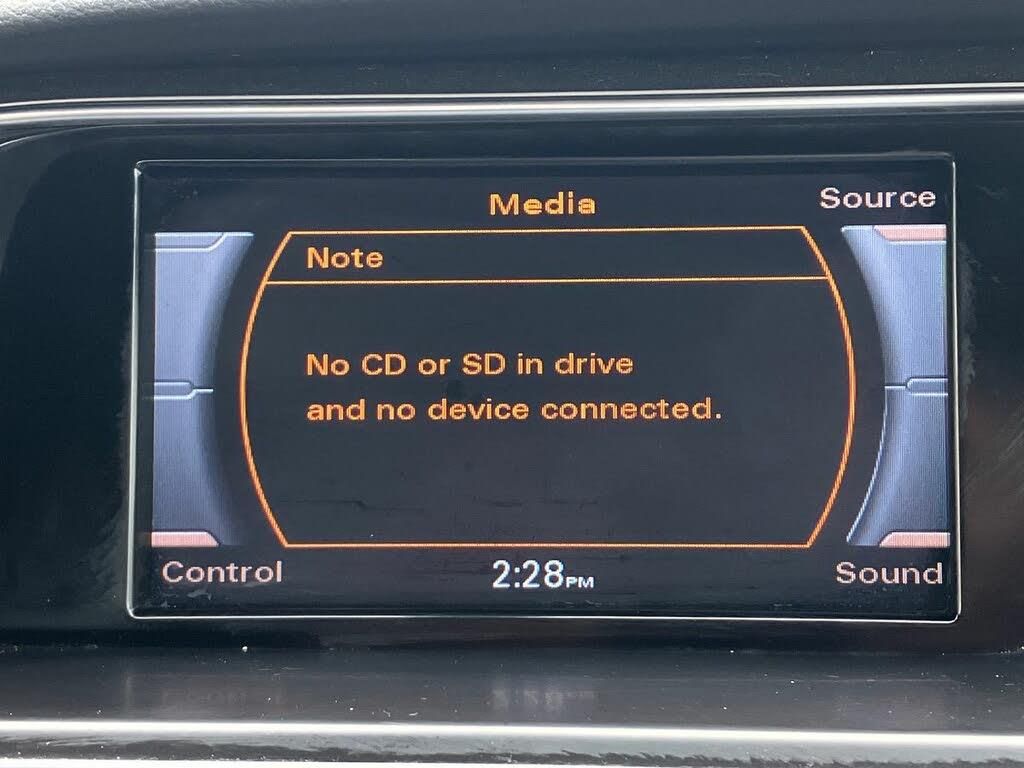 Media
Source
Note
No CD or SD in drive
and no device connected.
Control
2:28PM
Sound